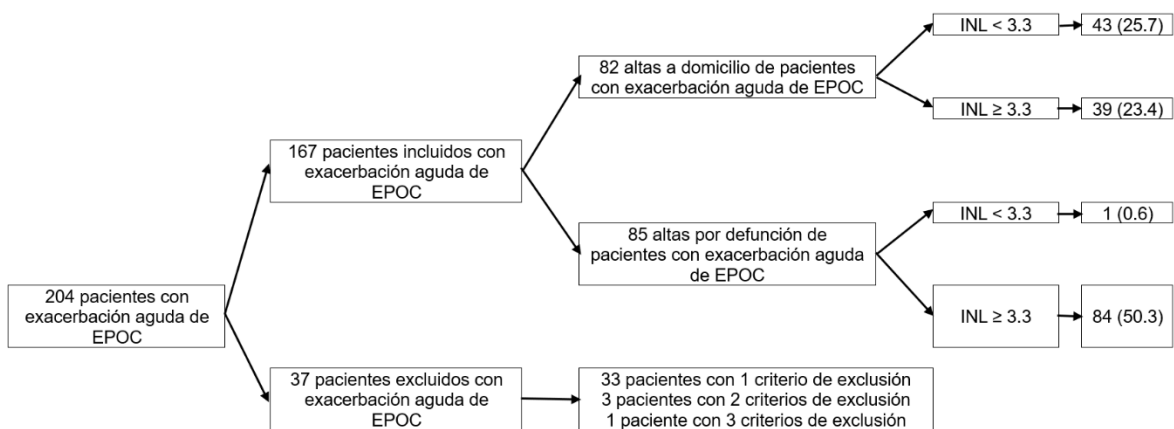 204 pacientes con
exacerbación aguda de
EPOC
167 pacientes incluidos con
exacerbación aguda de
EPOC
82 altas a domicilio de pacientes
con exacerbación aguda de EPOC
INL < 3.3
43 (25.7)
INL ≥ 3.3
39 (23.4)
85 altas por defunción de
pacientes con exacerbación aguda
de EPOC
INL < 3.3
1 (0.6)
INL ≥ 3.3
84 (50.3)
37 pacientes excluidos con
exacerbación aguda de
EPOC
33 pacientes con 1 criterio de exclusión
3 pacientes con 2 criterios de exclusión
1 paciente con 3 criterios de exclusión